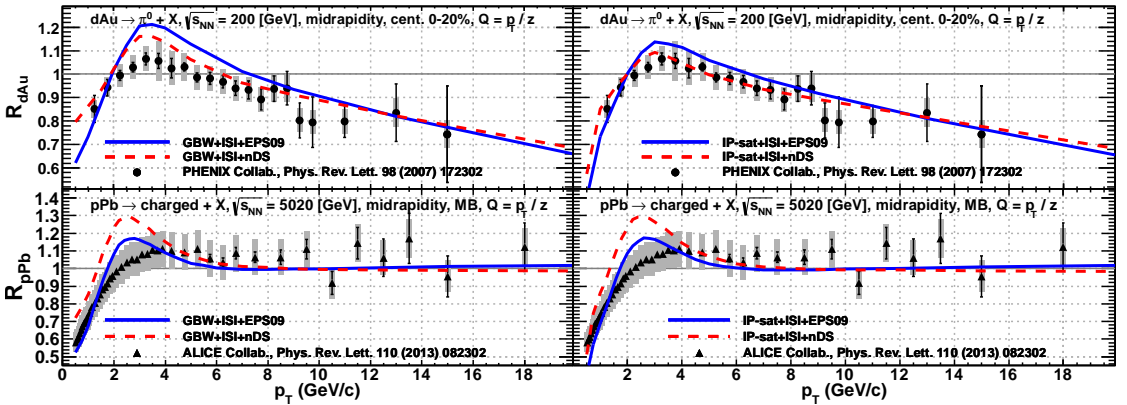 dAu → π⁰ + X, √s_NN = 200 [GeV], midrapidity, cent. 0-20%, Q = p_T / z
R_dAu
1.2
1.1
1
0.9
0.8
0.7
0.6
GBW+ISI+EPS09
GBW+ISI+nDS
PHENIX Collab., Phys. Rev. Lett. 98 (2007) 172302
dAu → π⁰ + X, √s_NN = 200 [GeV], midrapidity, cent. 0-20%, Q = p_T / z
IP-sat+ISI+EPS09
IP-sat+ISI+nDS
PHENIX Collab., Phys. Rev. Lett. 98 (2007) 172302
pPb → charged + X, √s_NN = 5020 [GeV], midrapidity, MB, Q = p_T / z
R_pPb
1.4
1.3
1.2
1.1
1.0
0.9
0.8
0.7
0.6
0.5
GBW+ISI+EPS09
GBW+ISI+nDS
ALICE Collab., Phys. Rev. Lett. 110 (2013) 082302
0 2 4 6 8 10 12 14 16 18
p_T (GeV/c)
pPb → charged + X, √s_NN = 5020 [GeV], midrapidity, MB, Q = p_T / z
IP-sat+ISI+EPS09
IP-sat+ISI+nDS
ALICE Collab., Phys. Rev. Lett. 110 (2013) 082302
2 4 6 8 10 12 14 16 18
p_T (GeV/c)